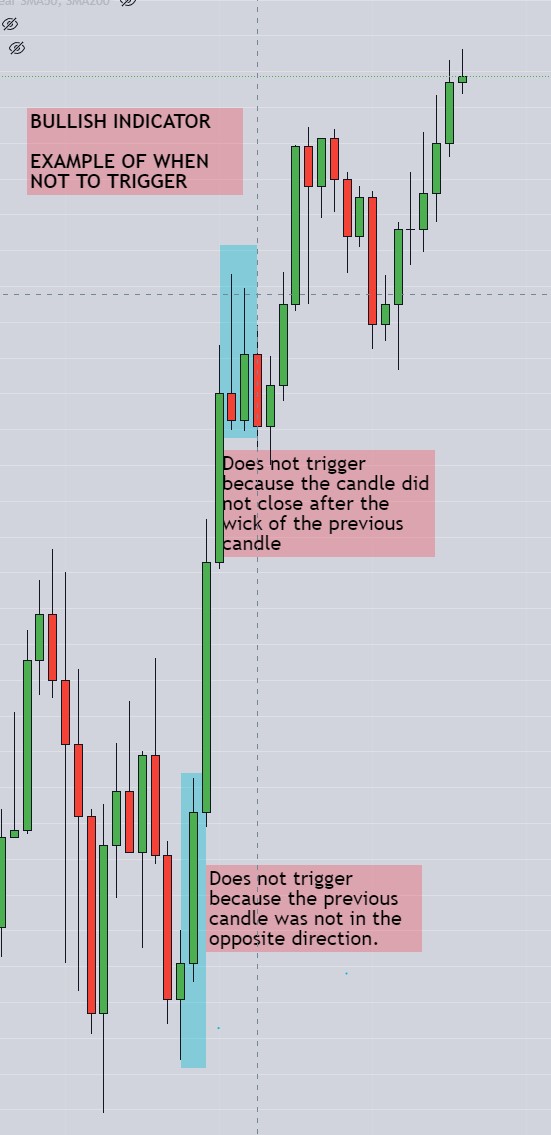 SMA50, SMA200
BULLISH INDICATOR
EXAMPLE OF WHEN
NOT TO TRIGGER
Does not trigger
because the candle did
not close after the
wick of the previous
candle
Does not trigger
because the previous
candle was not in the
opposite direction.